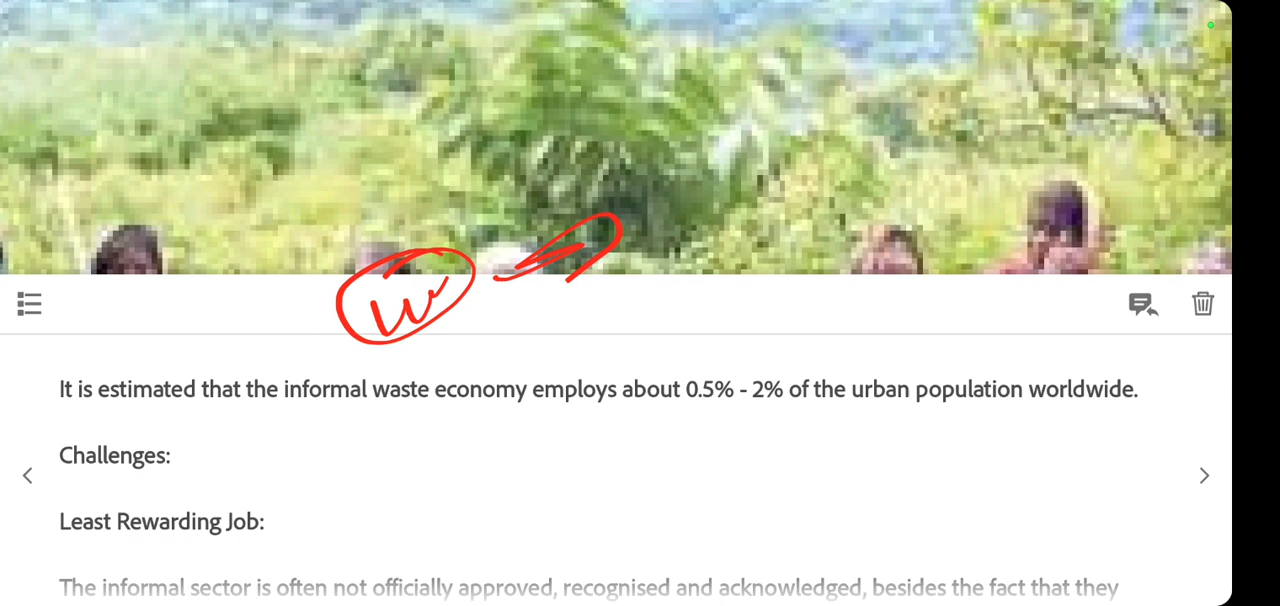 It is estimated that the informal waste economy employs about 0.5% - 2% of the urban population worldwide.
Challenges:
Least Rewarding Job:
The informal sector is often not officially approved, recognised and acknowledged, besides the fact that they